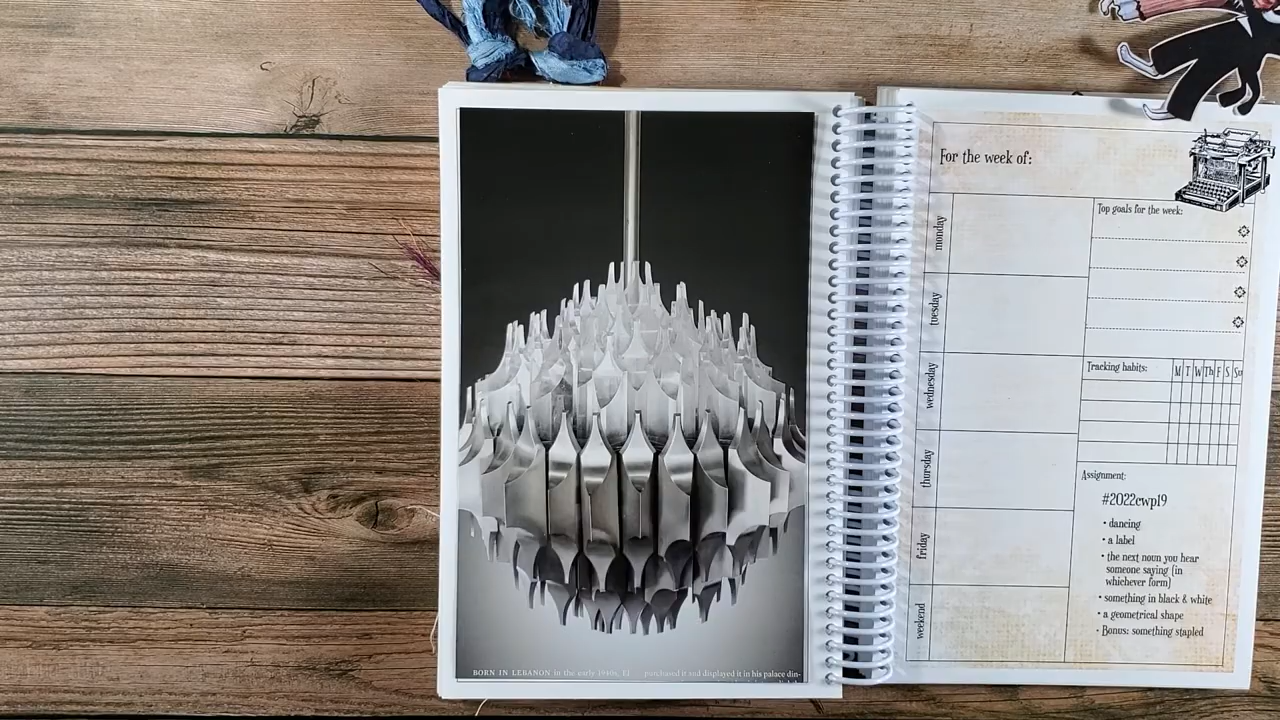 BORN IN LEBANON in the early 1940s, El
purchased it and displayed it in his palace din-
For the week of:
monday
tuesday
wednesday
thursday
friday
weekend
Top goals for the week:
Tracking habits: M T W Th F S Su
Assignment:
#2022cwp19
• dancing
• a label
• the next noun you hear
someone saying (in
whichever form)
• something in black & white
• a geometrical shape
• Bonus: something stapled